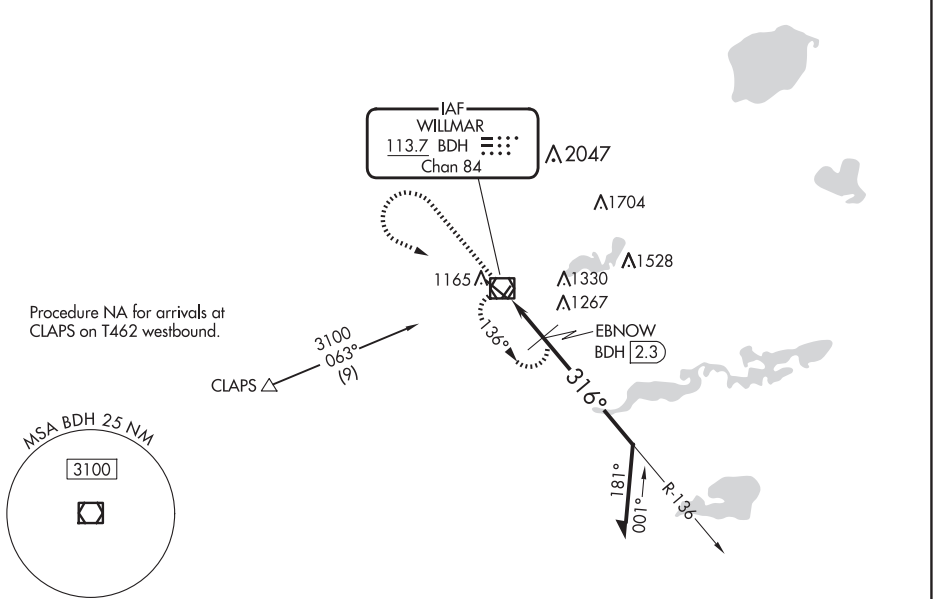 IAF
WILLMAR
113.7 BDH
Chan 84
2047
1704
1528
1165
1330
1267
Procedure NA for arrivals at
CLAPS on T462 westbound.
3100
063°
(9)
CLAPS
136°
EBNOW
BDH 2.3
316°
MSA BDH 25 NM
3100
181°
001°
R-136